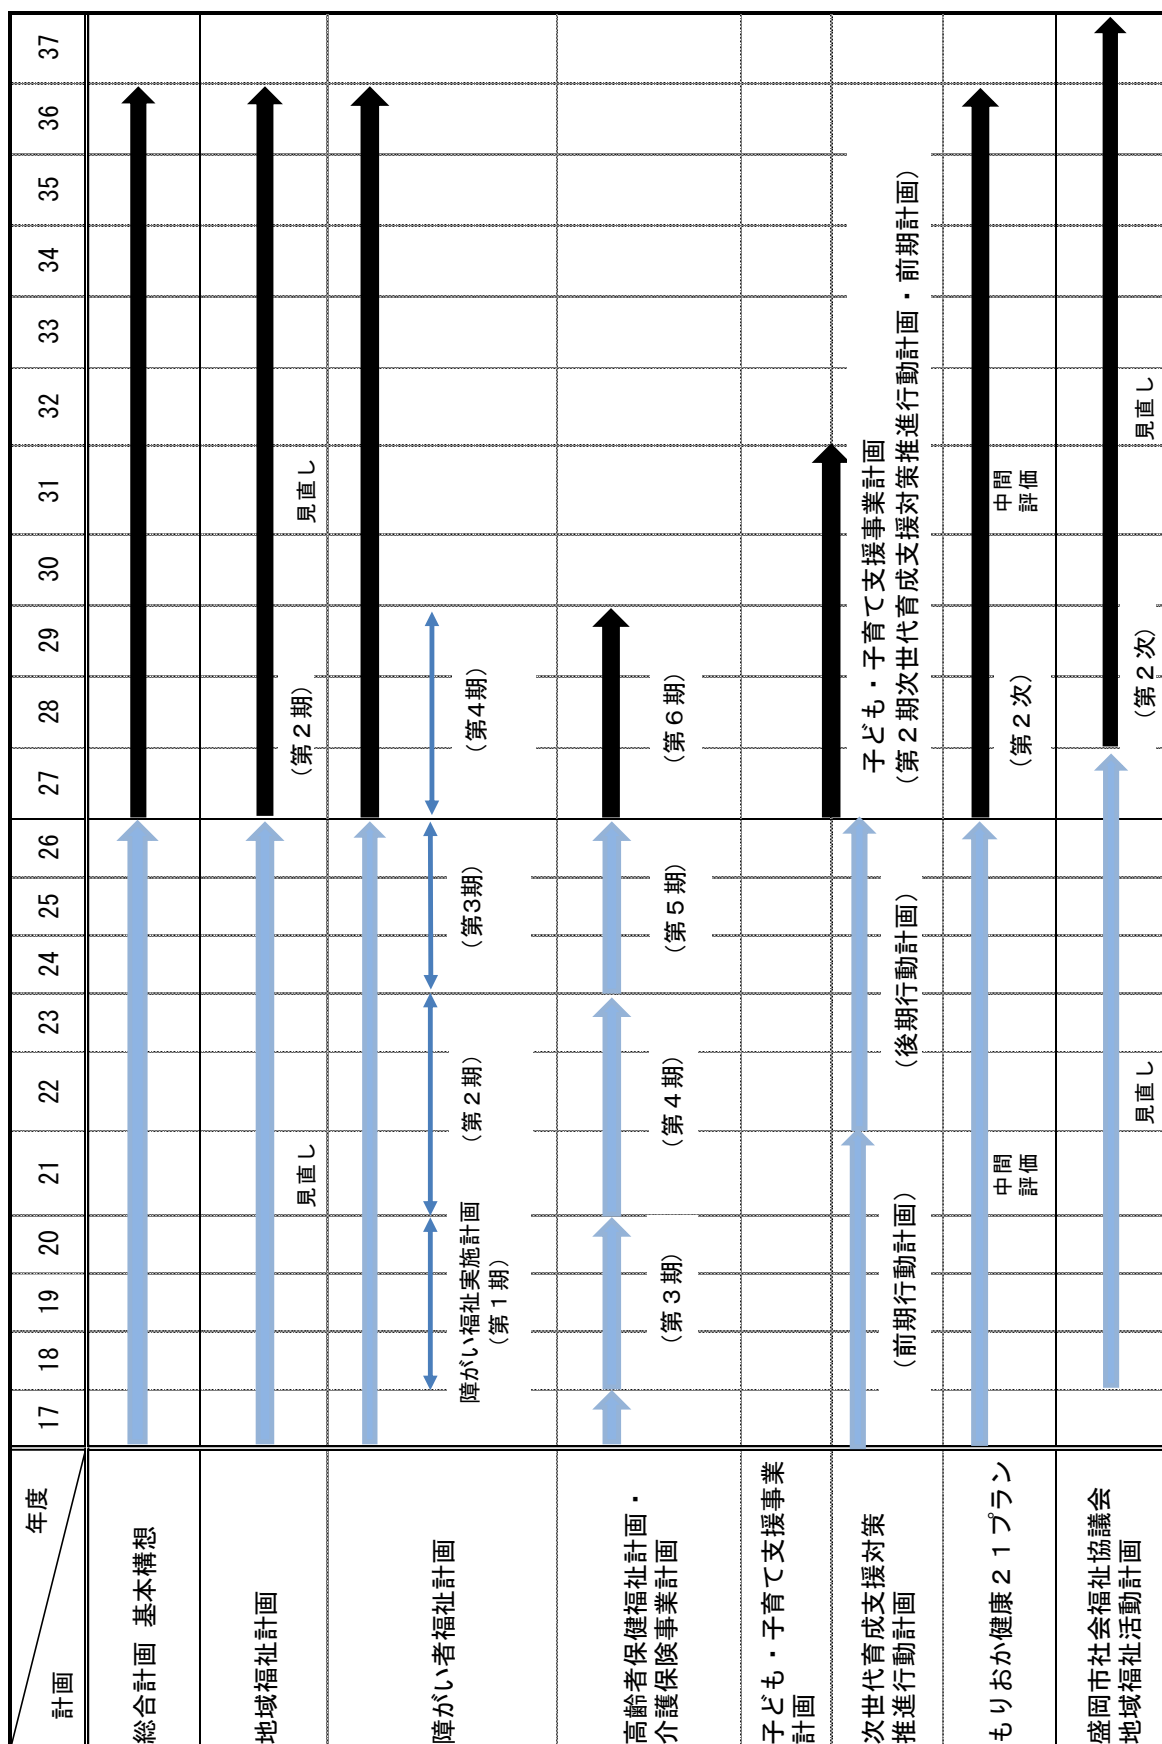 計画 年度 17 18 19 20 21 22 23 24 25 26 27 28 29 30 31 32 33 34 35 36 37
総合計画 基本構想
地域福祉計画
(第２期)
見直し 見直し
障がい者福祉計画
障がい福祉実施計画
(第１期) (第２期) (第3期) (第4期)
高齢者保健福祉計画・
介護保険事業計画
(第３期) (第４期) (第５期) (第６期)
子ども・子育て支援事業
計画
子ども・子育て支援事業計画
(第２期次世代育成支援対策推進行動計画・前期計画)
次世代育成支援対策
推進行動計画
(前期行動計画) (後期行動計画)
もりおか健康２１プラン
中間
評価
(第２次)
中間
評価
盛岡市社会福祉協議会
地域福祉活動計画
見直し (第２次) 見直し